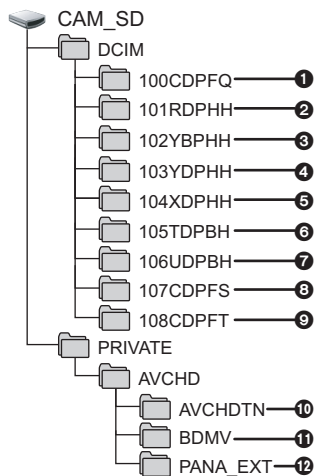 CAM_SD
DCIM
100CDPFQ 1
101RDPHH 2
102YBPHH 3
103YDPHH 4
104XDPHH 5
105TDPBH 6
106UDPBH 7
107CDPFS 8
108CDPFT 9
PRIVATE
AVCHD
AVCHDTN 10
BDMV 11
PANA_EXT 12